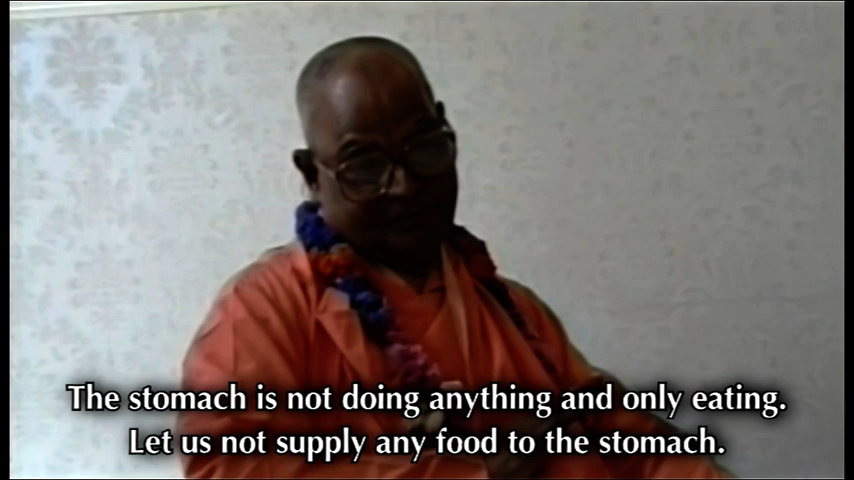 The stomach is not doing anything and only eating.
Let us not supply any food to the stomach.